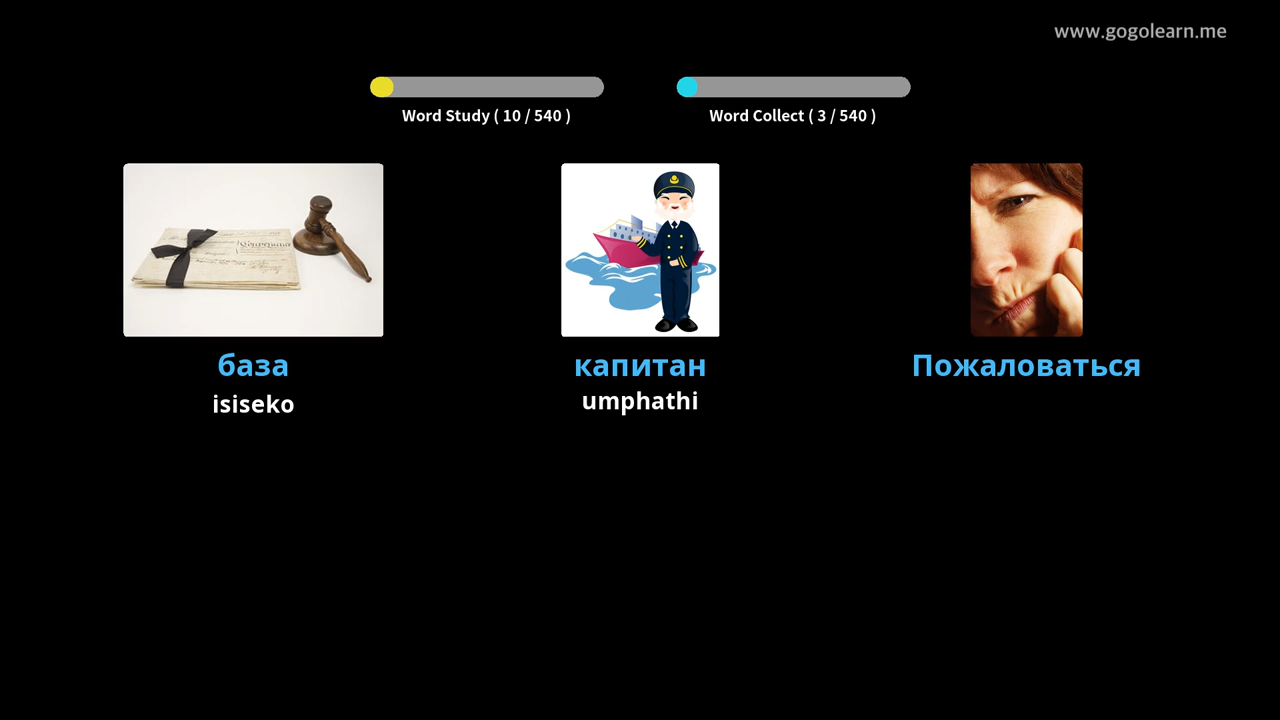 www.gogolearn.me
Word Study ( 10 / 540 )
Word Collect ( 3 / 540 )
база
isiseko
капитан
umphathi
Пожаловаться